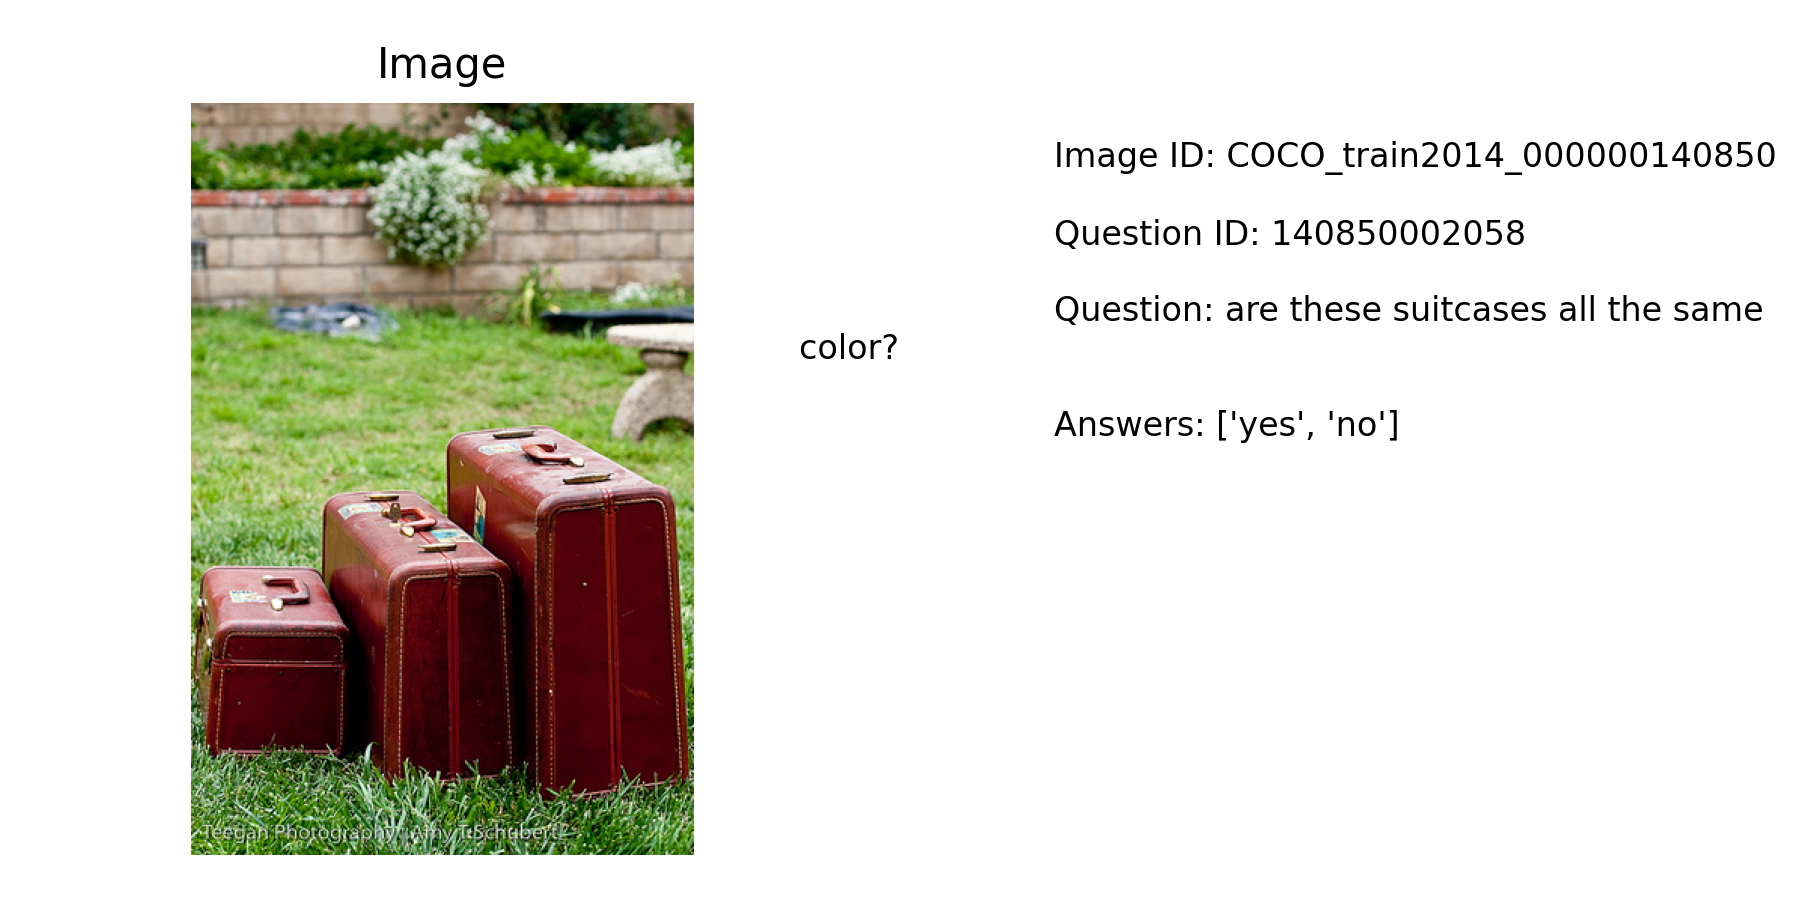 Image
Image ID: COCO_train2014_000000140850
Question ID: 140850002058
Question: are these suitcases all the same
color?
Answers: ['yes', 'no']
Teegan Photography | Amy T.Schubert